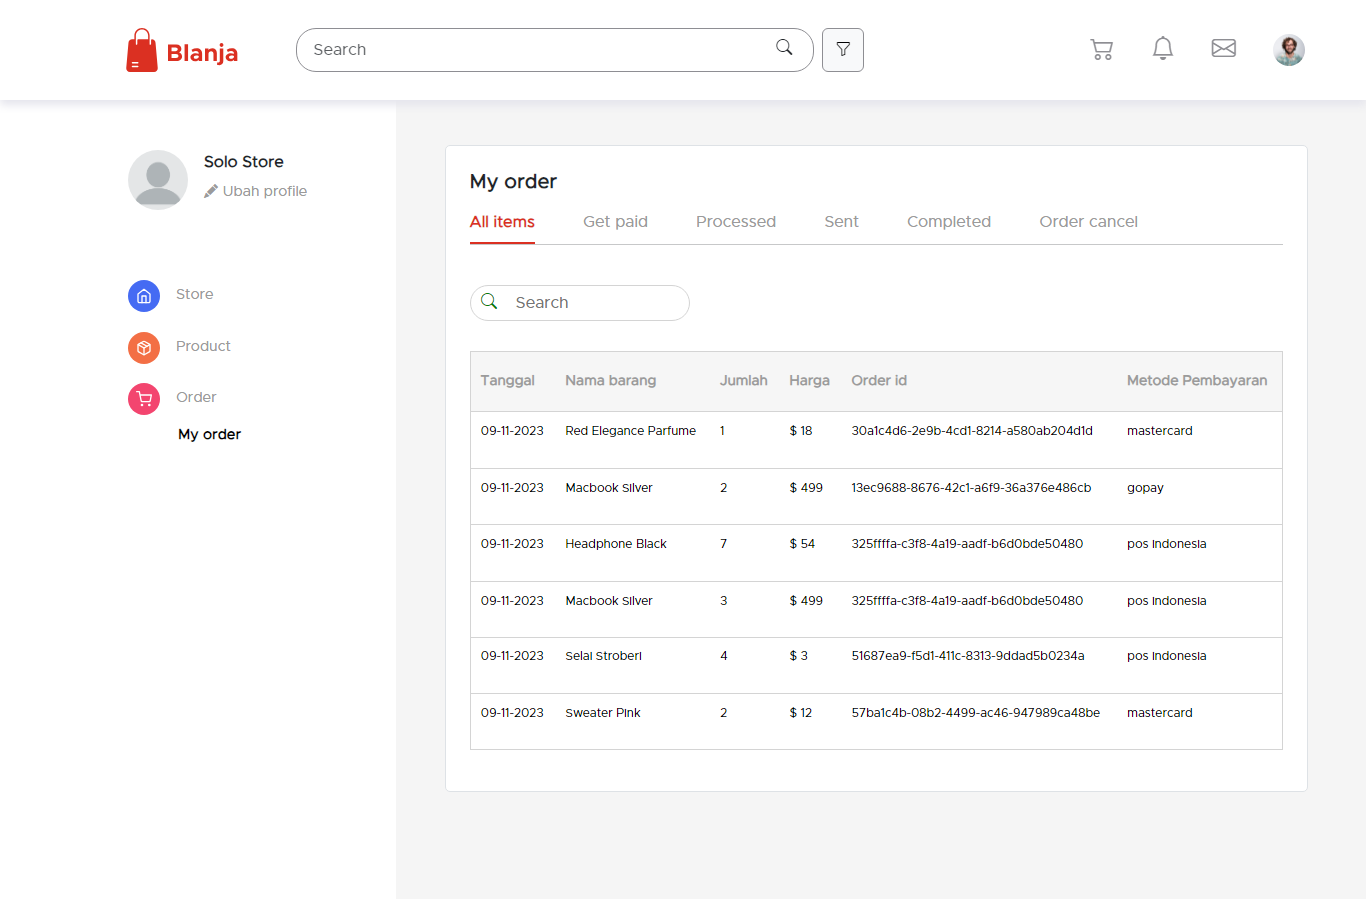 Blanja
Search
Solo Store
Ubah profile
Store
Product
Order
My order
My order
All items Get paid Processed Sent Completed Order cancel
Search
Tanggal Nama barang Jumlah Harga Order id Metode Pembayaran
09-11-2023 Red Elegance Parfume 1 $ 18 30a1c4d6-2e9b-4cd1-8214-a580ab204d1d mastercard
09-11-2023 Macbook Silver 2 $ 499 13ec9688-8676-42c1-a6f9-36a376e486cb gopay
09-11-2023 Headphone Black 7 $ 54 325ffffa-c3f8-4a19-aadf-b6d0bde50480 pos indonesia
09-11-2023 Macbook Silver 3 $ 499 325ffffa-c3f8-4a19-aadf-b6d0bde50480 pos indonesia
09-11-2023 Selai Stroberi 4 $ 3 51687ea9-f5d1-411c-8313-9ddad5b0234a pos indonesia
09-11-2023 Sweater Pink 2 $ 12 57ba1c4b-08b2-4499-ac46-947989ca48be mastercard